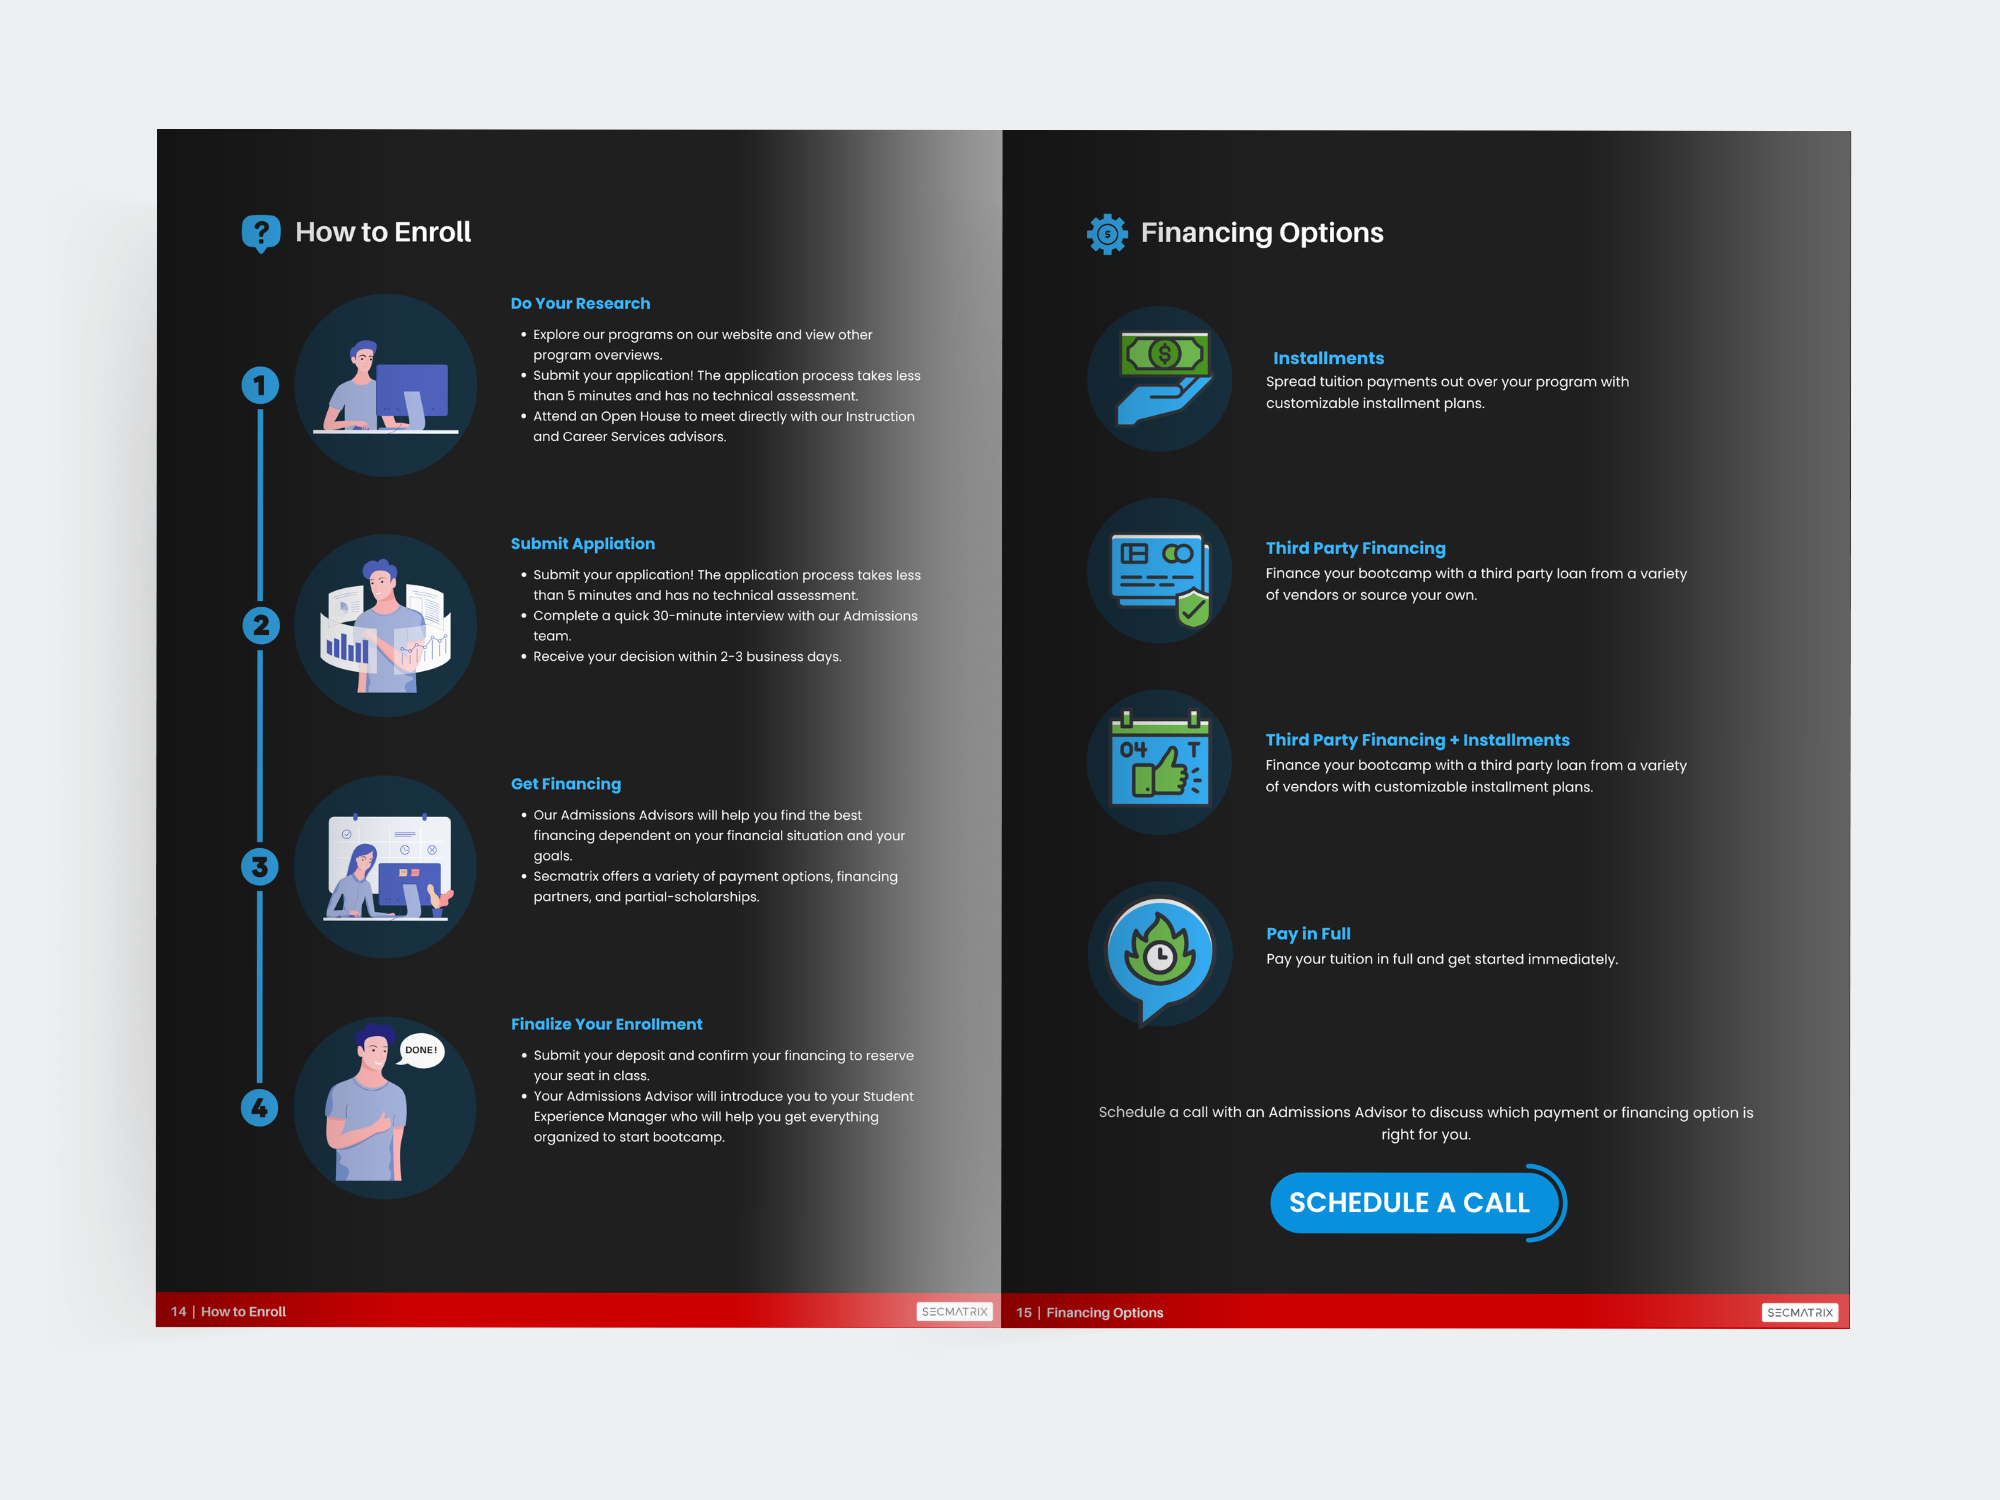 How to Enroll
1
Do Your Research
• Explore our programs on our website and view other
program overviews.
• Submit your application! The application process takes less
than 5 minutes and has no technical assessment.
• Attend an Open House to meet directly with our Instruction
and Career Services advisors.
2
Submit Appliation
• Submit your application! The application process takes less
than 5 minutes and has no technical assessment.
• Complete a quick 30-minute interview with our Admissions
team.
• Receive your decision within 2-3 business days.
3
Get Financing
• Our Admissions Advisors will help you find the best
financing dependent on your financial situation and your
goals.
• Secmatrix offers a variety of payment options, financing
partners, and partial-scholarships.
4
DONE!
Finalize Your Enrollment
• Submit your deposit and confirm your financing to reserve
your seat in class.
• Your Admissions Advisor will introduce you to your Student
Experience Manager who will help you get everything
organized to start bootcamp.
14 | How to Enroll
SECMATRIX
Financing Options
Installments
Spread tuition payments out over your program with
customizable installment plans.
Third Party Financing
Finance your bootcamp with a third party loan from a variety
of vendors or source your own.
04 T
Third Party Financing + Installments
Finance your bootcamp with a third party loan from a variety
of vendors with customizable installment plans.
Pay in Full
Pay your tuition in full and get started immediately.
Schedule a call with an Admissions Advisor to discuss which payment or financing option is
right for you.
SCHEDULE A CALL
15 | Financing Options
SECMATRIX